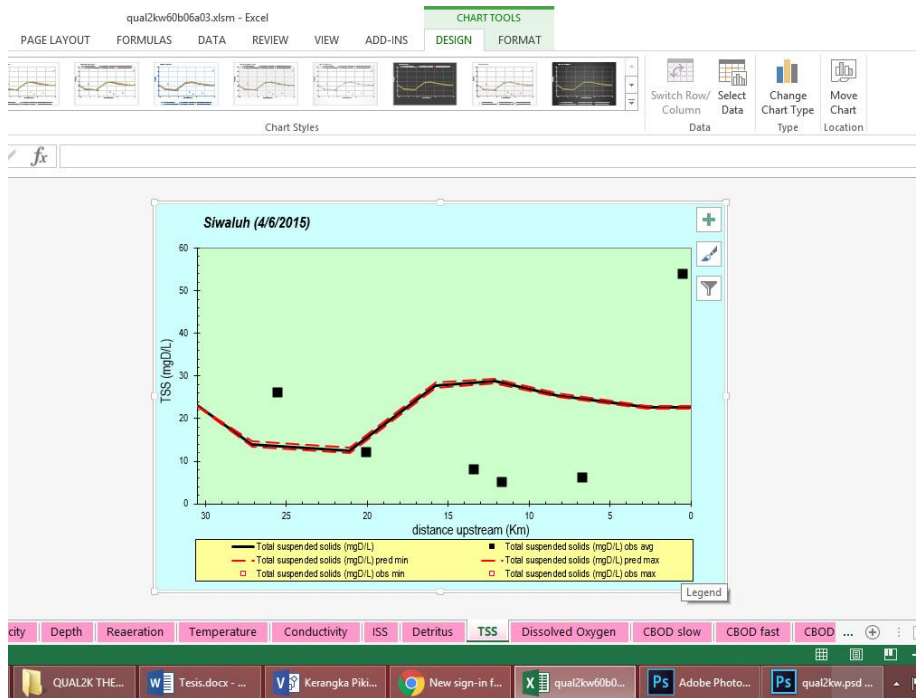 qual2kw60b06a03.xlsm - Excel
CHART TOOLS
PAGE LAYOUT FORMULAS DATA REVIEW VIEW ADD-INS DESIGN FORMAT
Switch Row/ Column
Select Data
Change Chart Type
Move Chart
Chart Styles
Data
Type
Location
fx
Siwaluh (4/6/2015)
60
50
40
30
20
10
0
TSS (mgD/L)
30 25 20 15 10 5 0
distance upstream (Km)
Total suspended solids (mgD/L)
Total suspended solids (mgD/L) obs avg
Total suspended solids (mgD/L) pred min
Total suspended solids (mgD/L) pred max
Total suspended solids (mgD/L) obs min
Total suspended solids (mgD/L) obs max
Legend
city Depth Reaeration Temperature Conductivity ISS Detritus TSS Dissolved Oxygen CBOD slow CBOD fast CBOD ...
QUAL2K THE... Tesis.docx - ... Kerangka Piki... New sign-in f... qual2kw60b0... Adobe Photo... qual2kw.psd ...